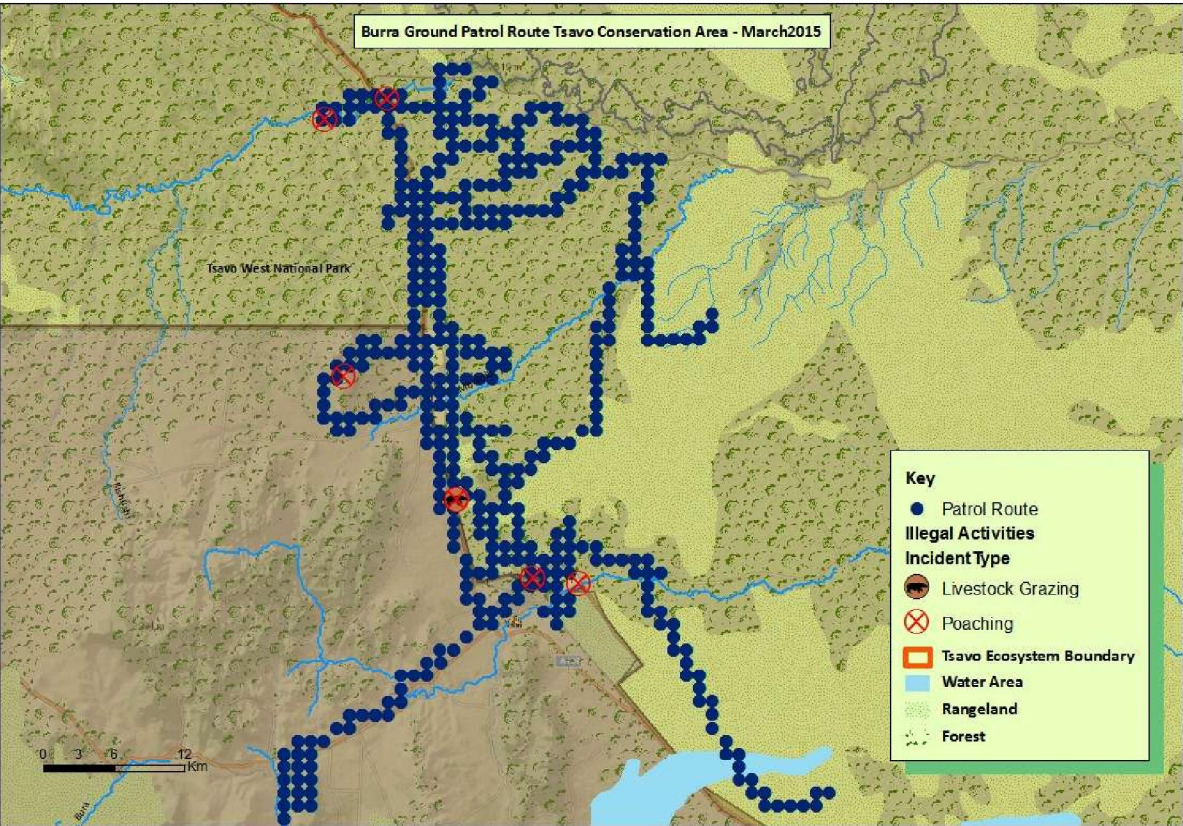 Burra Ground Patrol Route Tsavo Conservation Area - March2015
Tsavo West National Park
Key
Patrol Route
Illegal Activities
Incident Type
Livestock Grazing
Poaching
Tsavo Ecosystem Boundary
Water Area
Rangeland
Forest
0 3 6 12
Km
Bura